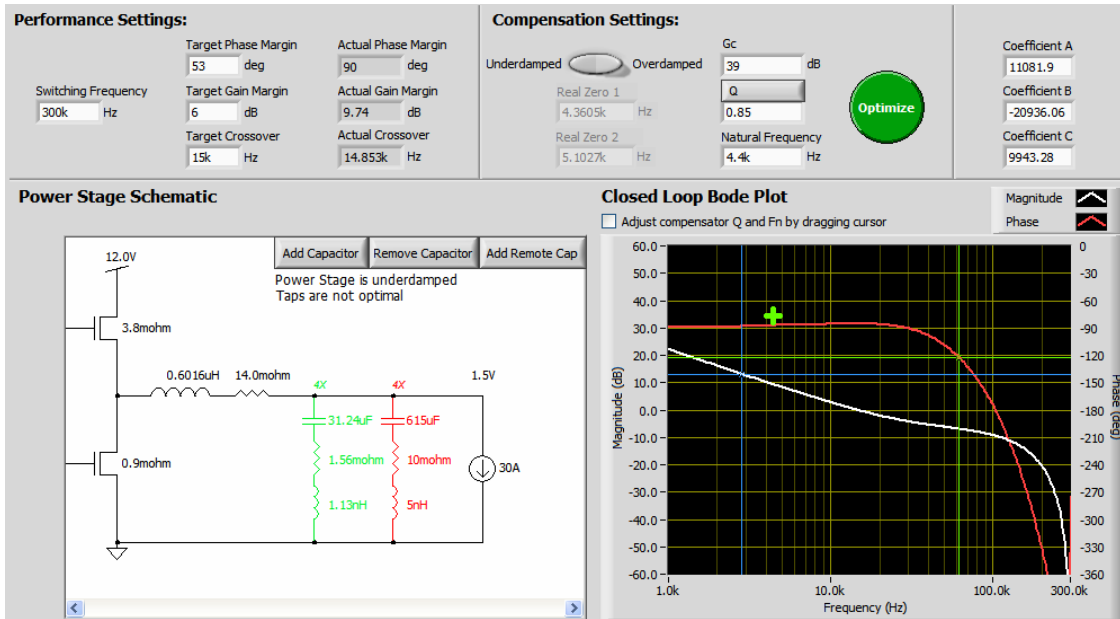 Performance Settings:
Target Phase Margin
53 deg
Actual Phase Margin
90 deg
Switching Frequency
300k Hz
Target Gain Margin
6 dB
Actual Gain Margin
9.74 dB
Target Crossover
15k Hz
Actual Crossover
14.853k Hz
Compensation Settings:
Underdamped Overdamped
Real Zero 1
4.3605k Hz
Real Zero 2
5.1027k Hz
Gc
39 dB
Q
0.85
Natural Frequency
4.4k Hz
Optimize
Coefficient A
11081.9
Coefficient B
-20936.06
Coefficient C
9943.28
Power Stage Schematic
Add Capacitor Remove Capacitor Add Remote Cap
Power Stage is underdamped
Taps are not optimal
12.0V
3.8mohm
0.6016uH 14.0mohm 4X 4X 1.5V
31.24uF 615uF
0.9mohm 1.56mohm 10mohm 30A
1.13nH 5nH
Closed Loop Bode Plot
Adjust compensator Q and Fn by dragging cursor
Magnitude
Phase
Magnitude (dB)
60.0
50.0
40.0
30.0
20.0
10.0
0.0
-10.0
-20.0
-30.0
-40.0
-50.0
-60.0
0
-30
-60
-90
-120
-150
-180
-210
-240
-270
-300
-330
-360
Phase (deg)
1.0k 10.0k 100.0k 300.0k
Frequency (Hz)